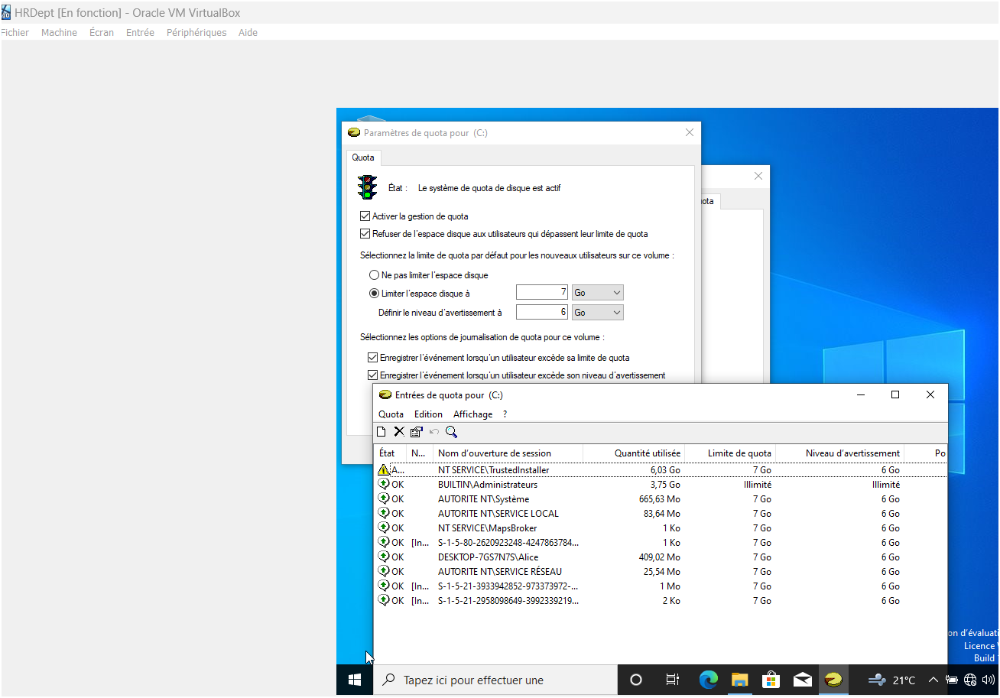 HRDept [En fonction] - Oracle VM VirtualBox
Fichier Machine Écran Entrée Périphériques Aide
Paramètres de quota pour (C:)
Quota
État : Le système de quota de disque est actif
Activer la gestion de quota
Refuser de l'espace disque aux utilisateurs qui dépassent leur limite de quota
Sélectionnez la limite de quota par défaut pour les nouveaux utilisateurs sur ce volume :
Ne pas limiter l'espace disque
Limiter l'espace disque à 7 Go
Définir le niveau d'avertissement à 6 Go
Sélectionnez les options de journalisation de quota pour ce volume :
Enregistrer l'événement lorsqu'un utilisateur excède sa limite de quota
Enregistrer l'événement lorsqu'un utilisateur excède son niveau d'avertissement
ota
Entrées de quota pour (C:)
Quota Edition Affichage ?
État N... Nom d'ouverture de session Quantité utilisée Limite de quota Niveau d'avertissement Po
A... NT SERVICE\TrustedInstaller 6,03 Go 7 Go 6 Go
OK BUILTIN\Administrateurs 3,75 Go Illimité Illimité
OK AUTORITE NT\Système 665,63 Mo 7 Go 6 Go
OK AUTORITE NT\SERVICE LOCAL 83,64 Mo 7 Go 6 Go
OK NT SERVICE\MapsBroker 1 Ko 7 Go 6 Go
OK [In... S-1-5-80-2620923248-4247863784... 1 Ko 7 Go 6 Go
OK DESKTOP-7GS7N7S\Alice 409,02 Mo 7 Go 6 Go
OK AUTORITE NT\SERVICE RÉSEAU 25,54 Mo 7 Go 6 Go
OK [In... S-1-5-21-3933942852-973373972-... 1 Mo 7 Go 6 Go
OK [In... S-1-5-21-2958098649-3992339219... 2 Ko 7 Go 6 Go
on d'évaluati
Licence
Build
Tapez ici pour effectuer une
21°C